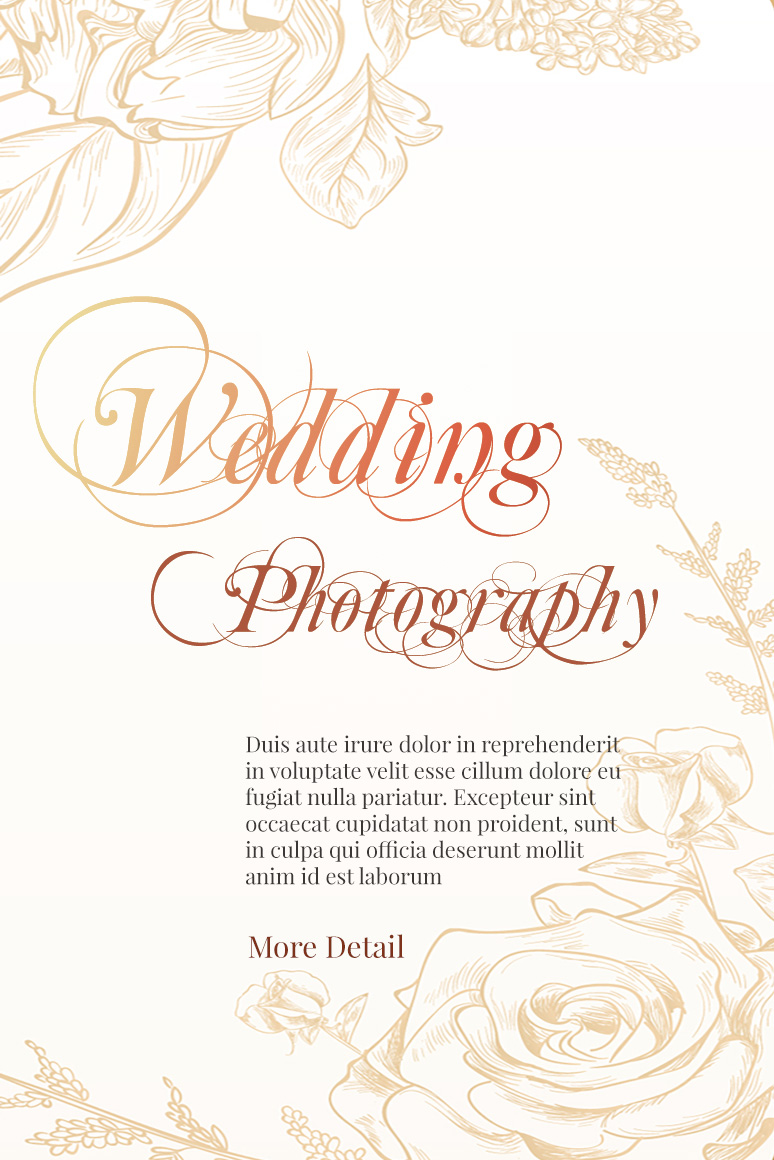 Wedding
Photography
Duis aute irure dolor in reprehenderit
in voluptate velit esse cillum dolore eu
fugiat nulla pariatur. Excepteur sint
occaecat cupidatat non proident, sunt
in culpa qui officia deserunt mollit
anim id est laborum
More Detail